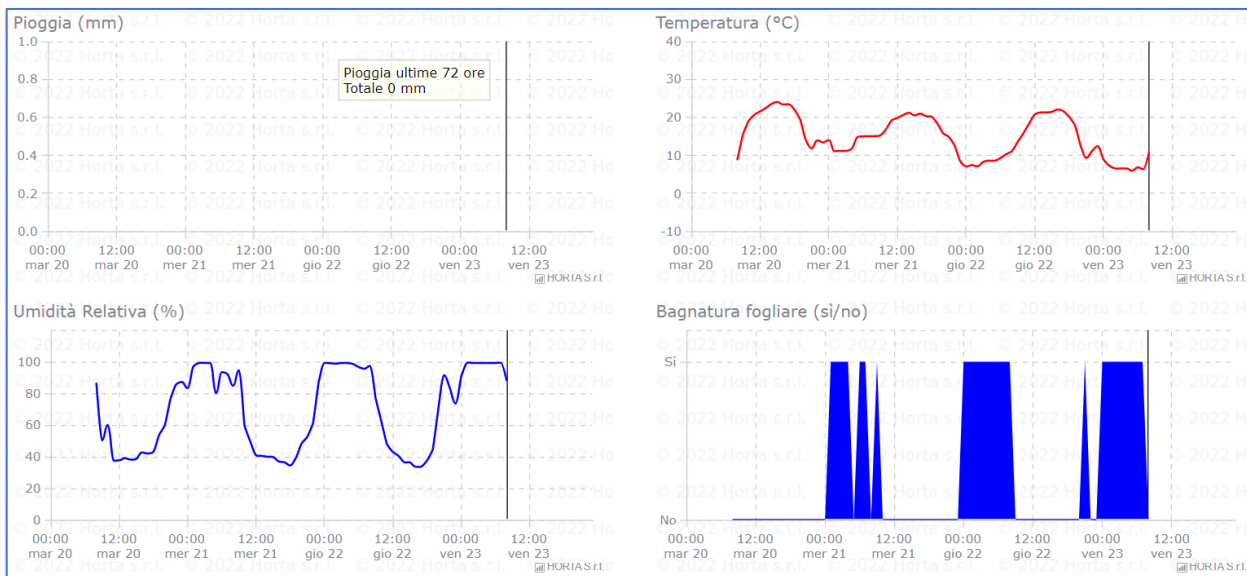 Pioggia (mm)
1.0
0.8
0.6
0.4
0.2
0.0
Pioggia ultime 72 ore
Totale 0 mm
00:00 12:00 00:00 12:00 00:00 12:00 00:00 12:00
mar 20 mar 20 mer 21 mer 21 gio 22 gio 22 ven 23 ven 23
HORTA S.r.l.
Temperatura (°C)
40
30
20
10
0
-10
12:00 00:00 12:00 00:00 12:00 00:00 12:00
mar 20 mer 21 mer 21 gio 22 gio 22 ven 23 ven 23
HORTA S.r.l.
Umidità Relativa (%)
100
80
60
40
20
0
00:00 12:00 00:00 12:00 00:00 12:00 00:00 12:00
mar 20 mar 20 mer 21 mer 21 gio 22 gio 22 ven 23 ven 23
HORTA S.r.l.
Bagnatura fogliare (sì/no)
Sì
No
00:00 12:00 00:00 12:00 00:00 12:00 00:00 12:00
mar 20 mar 20 mer 21 mer 21 gio 22 gio 22 ven 23 ven 23
HORTA S.r.l.
© 2022 Horta s.r.l.